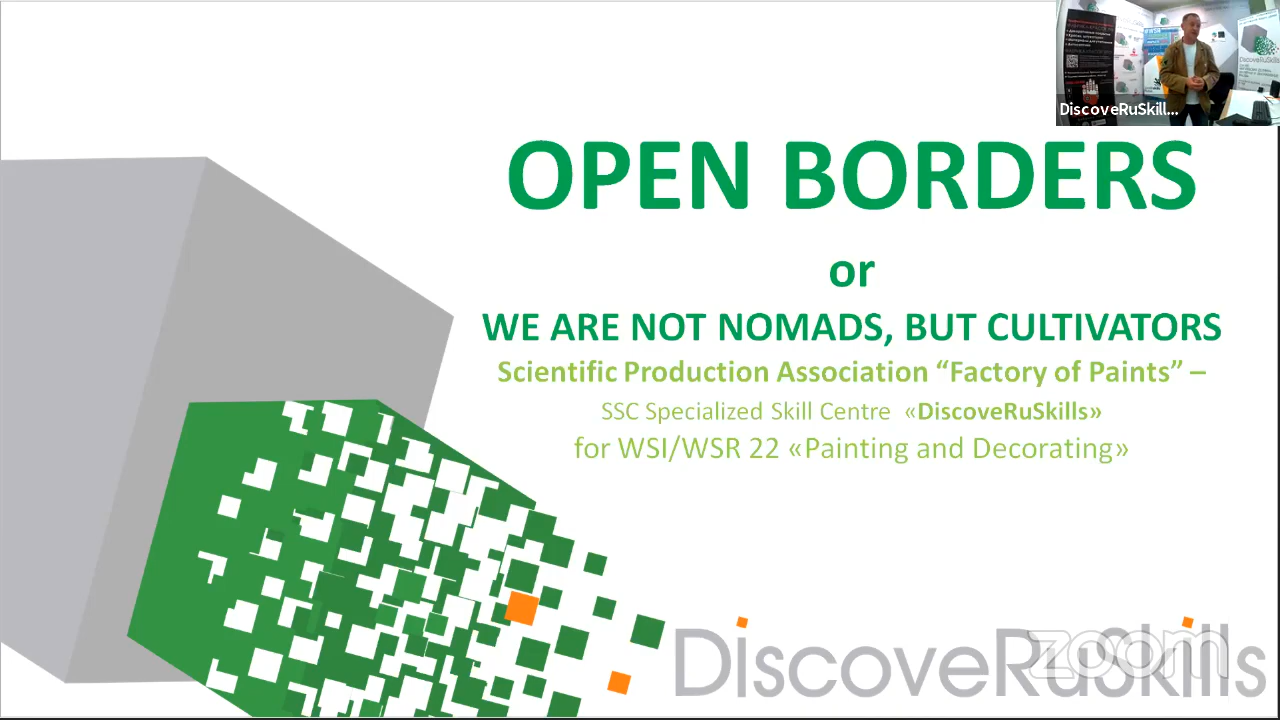 DiscoveRuSkill...
OPEN BORDERS
or
WE ARE NOT NOMADS, BUT CULTIVATORS
Scientific Production Association “Factory of Paints” –
SSC Specialized Skill Centre «DiscoveRuSkills»
for WSI/WSR 22 «Painting and Decorating»
DiscoveRuSkills
zoom